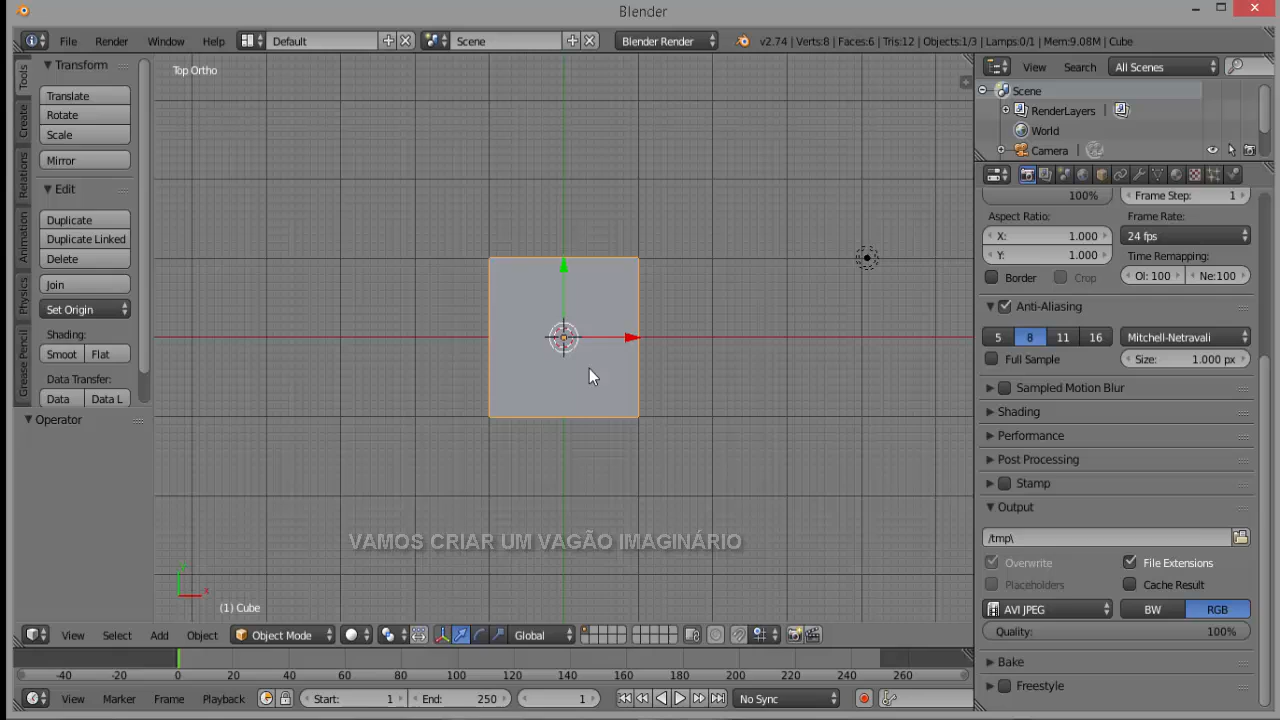 Blender
File Render Window Help Default Scene Blender Render v2.74 | Verts:8 | Faces:6 | Tris:12 | Objects:1/3 | Lamps:0/1 | Mem:9.08M | Cube
Tools
Create
Relations
Animation
Physics
Grease Pencil
Transform
Translate
Rotate
Scale
Mirror
Edit
Duplicate
Duplicate Linked
Delete
Join
Set Origin
Shading:
Smoot Flat
Data Transfer:
Data Data L
Operator
Top Ortho
VAMOS CRIAR UM VAGÃO IMAGINÁRIO
y
x
(1) Cube
View Search All Scenes
Scene
RenderLayers
World
Camera
100% Frame Step: 1
Aspect Ratio: Frame Rate:
X: 1.000 24 fps
Y: 1.000 Time Remapping:
Border Crop Ol: 100 Ne:100
Anti-Aliasing
5 8 11 16 Mitchell-Netravali
Full Sample Size: 1.000 px
Sampled Motion Blur
Shading
Performance
Post Processing
Stamp
Output
/tmp\
Overwrite File Extensions
Placeholders Cache Result
AVI JPEG BW RGB
Quality: 100%
Bake
Freestyle
View Select Add Object Object Mode Global
-40 -20 0 20 40 60 80 100 120 140 160 180 200 220 240 260
View Marker Frame Playback Start: 1 End: 250 1 No Sync